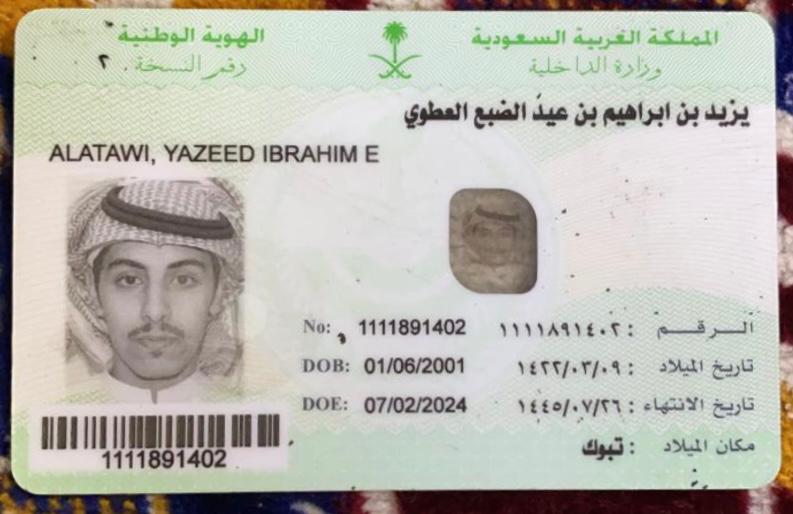 المملكة العربية السعودية
وزارة الداخلية
الهوية الوطنية
رقم النسخة . ٢
يزيد بن ابراهيم بن عيد الضبع العطوي
ALATAWI, YAZEED IBRAHIM E
الرقم : ١١١١٨٩١٤٠٢ No: 1111891402
تاريخ الميلاد : ١٤٢٢/٠٣/٠٩ DOB: 01/06/2001
تاريخ الانتهاء : ١٤٤٥/٠٧/٢٦ DOE: 07/02/2024
مكان الميلاد : تبوك
1111891402